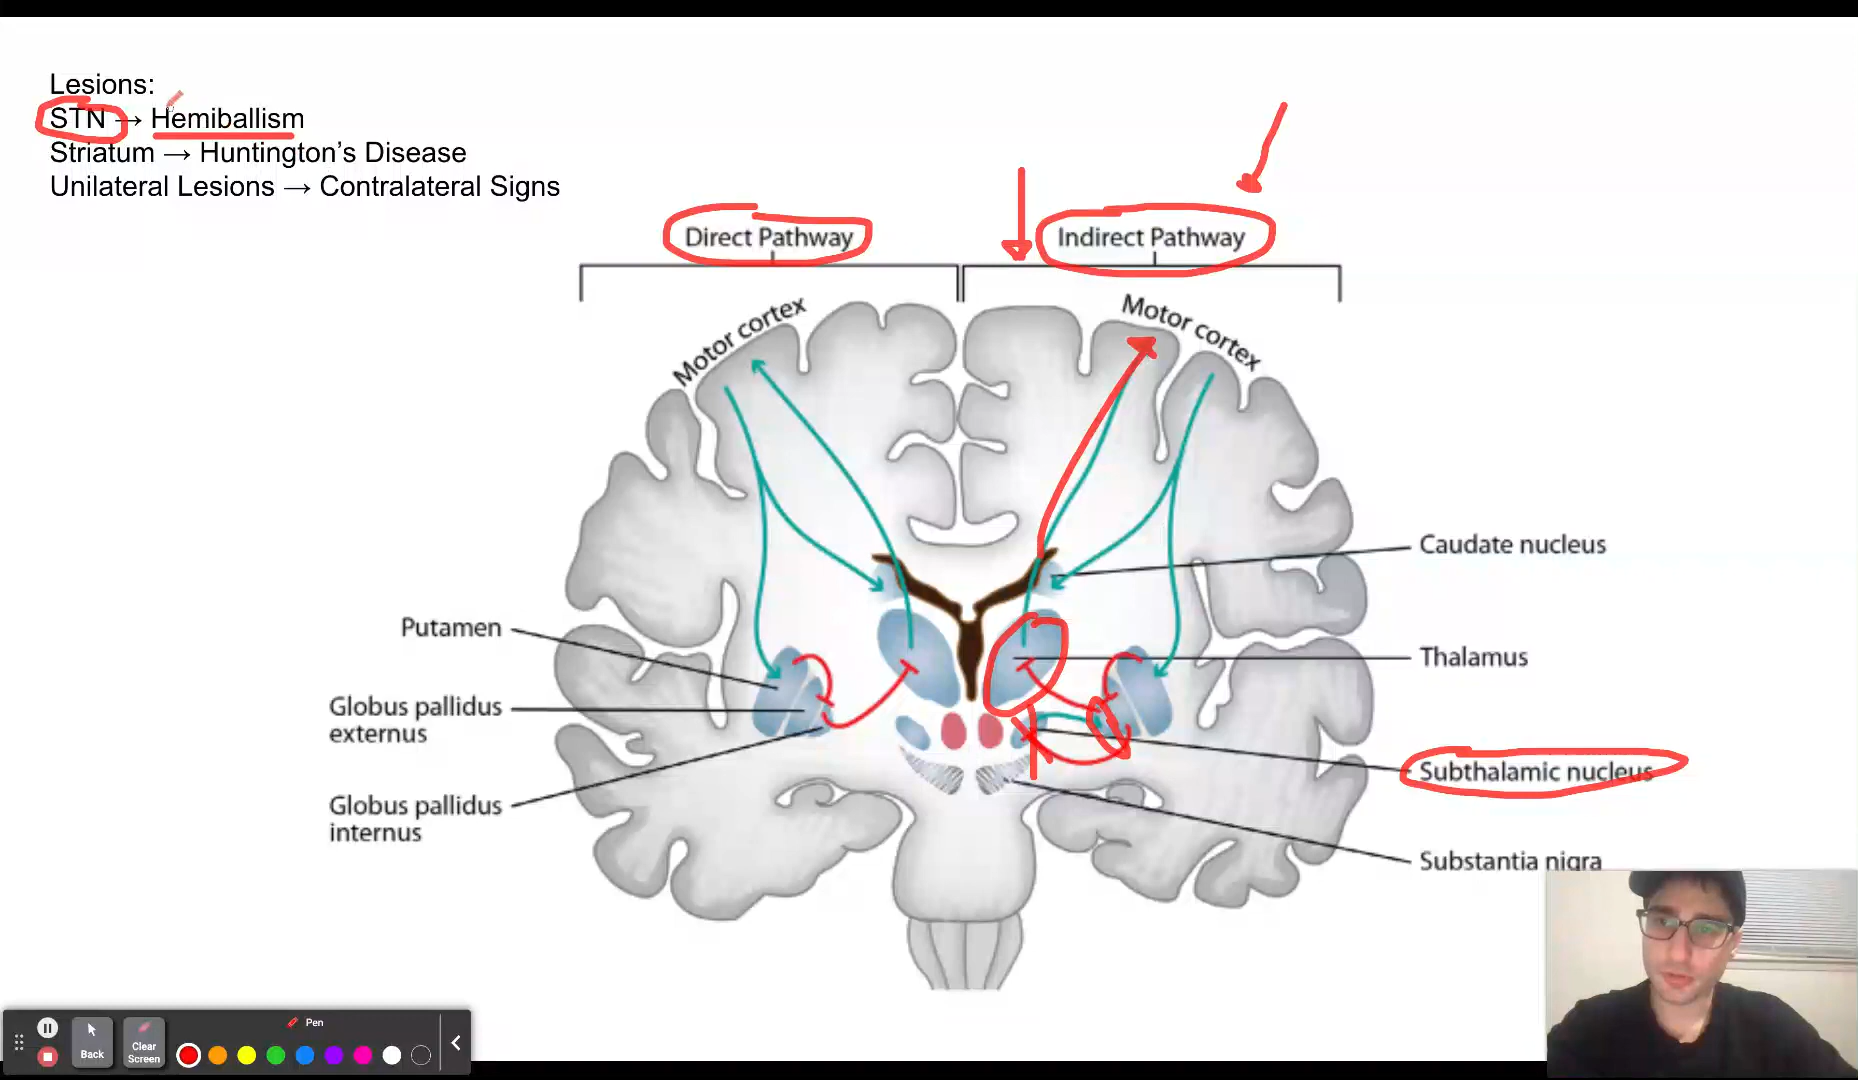 Lesions:
STN → Hemiballism
Striatum → Huntington's Disease
Unilateral Lesions → Contralateral Signs
Direct Pathway
Indirect Pathway
Motor cortex
Motor cortex
Caudate nucleus
Putamen
Thalamus
Globus pallidus
externus
Subthalamic nucleus
Globus pallidus
internus
Substantia nigra
Pen
Back
Clear
Screen